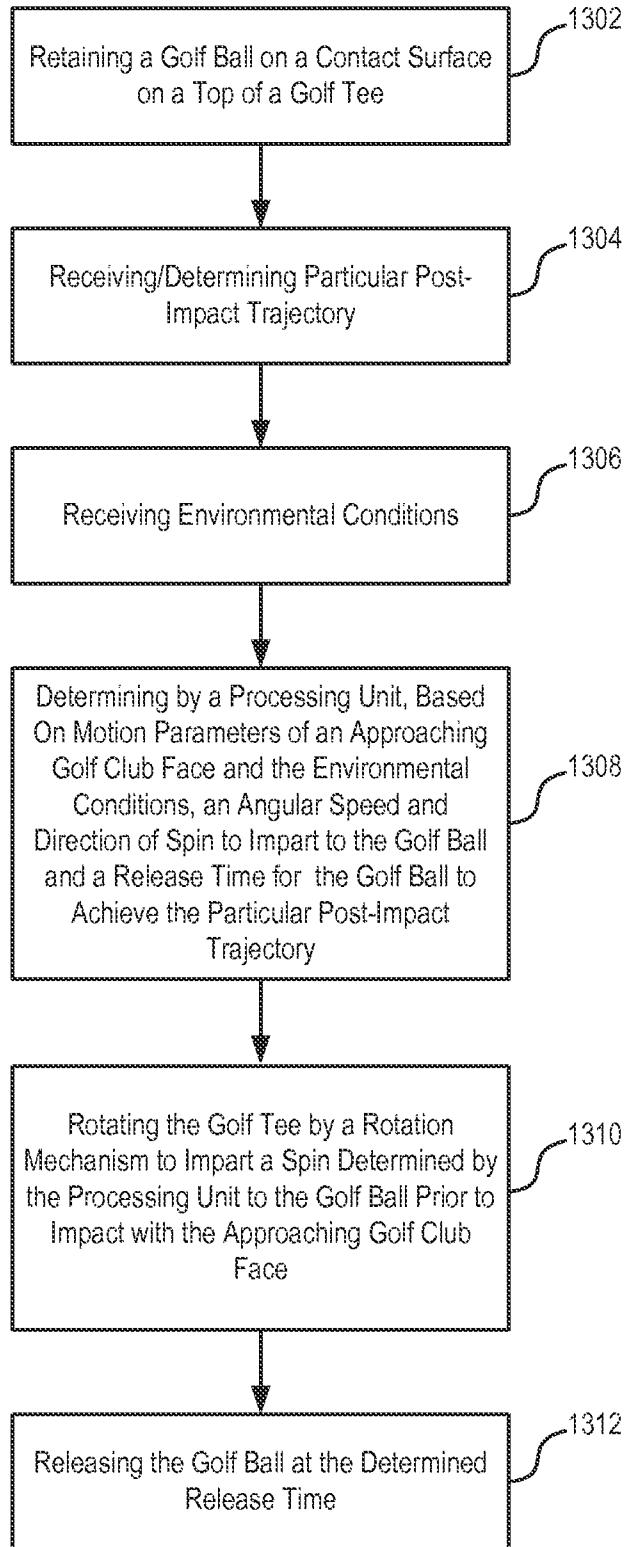 1302
Retaining a Golf Ball on a Contact Surface
on a Top of a Golf Tee
1304
Receiving/Determining Particular Post-
Impact Trajectory
1306
Receiving Environmental Conditions
1308
Determining by a Processing Unit, Based
On Motion Parameters of an Approaching
Golf Club Face and the Environmental
Conditions, an Angular Speed and
Direction of Spin to Impart to the Golf Ball
and a Release Time for the Golf Ball to
Achieve the Particular Post-Impact
Trajectory
1310
Rotating the Golf Tee by a Rotation
Mechanism to Impart a Spin Determined by
the Processing Unit to the Golf Ball Prior to
Impact with the Approaching Golf Club
Face
1312
Releasing the Golf Ball at the Determined
Release Time